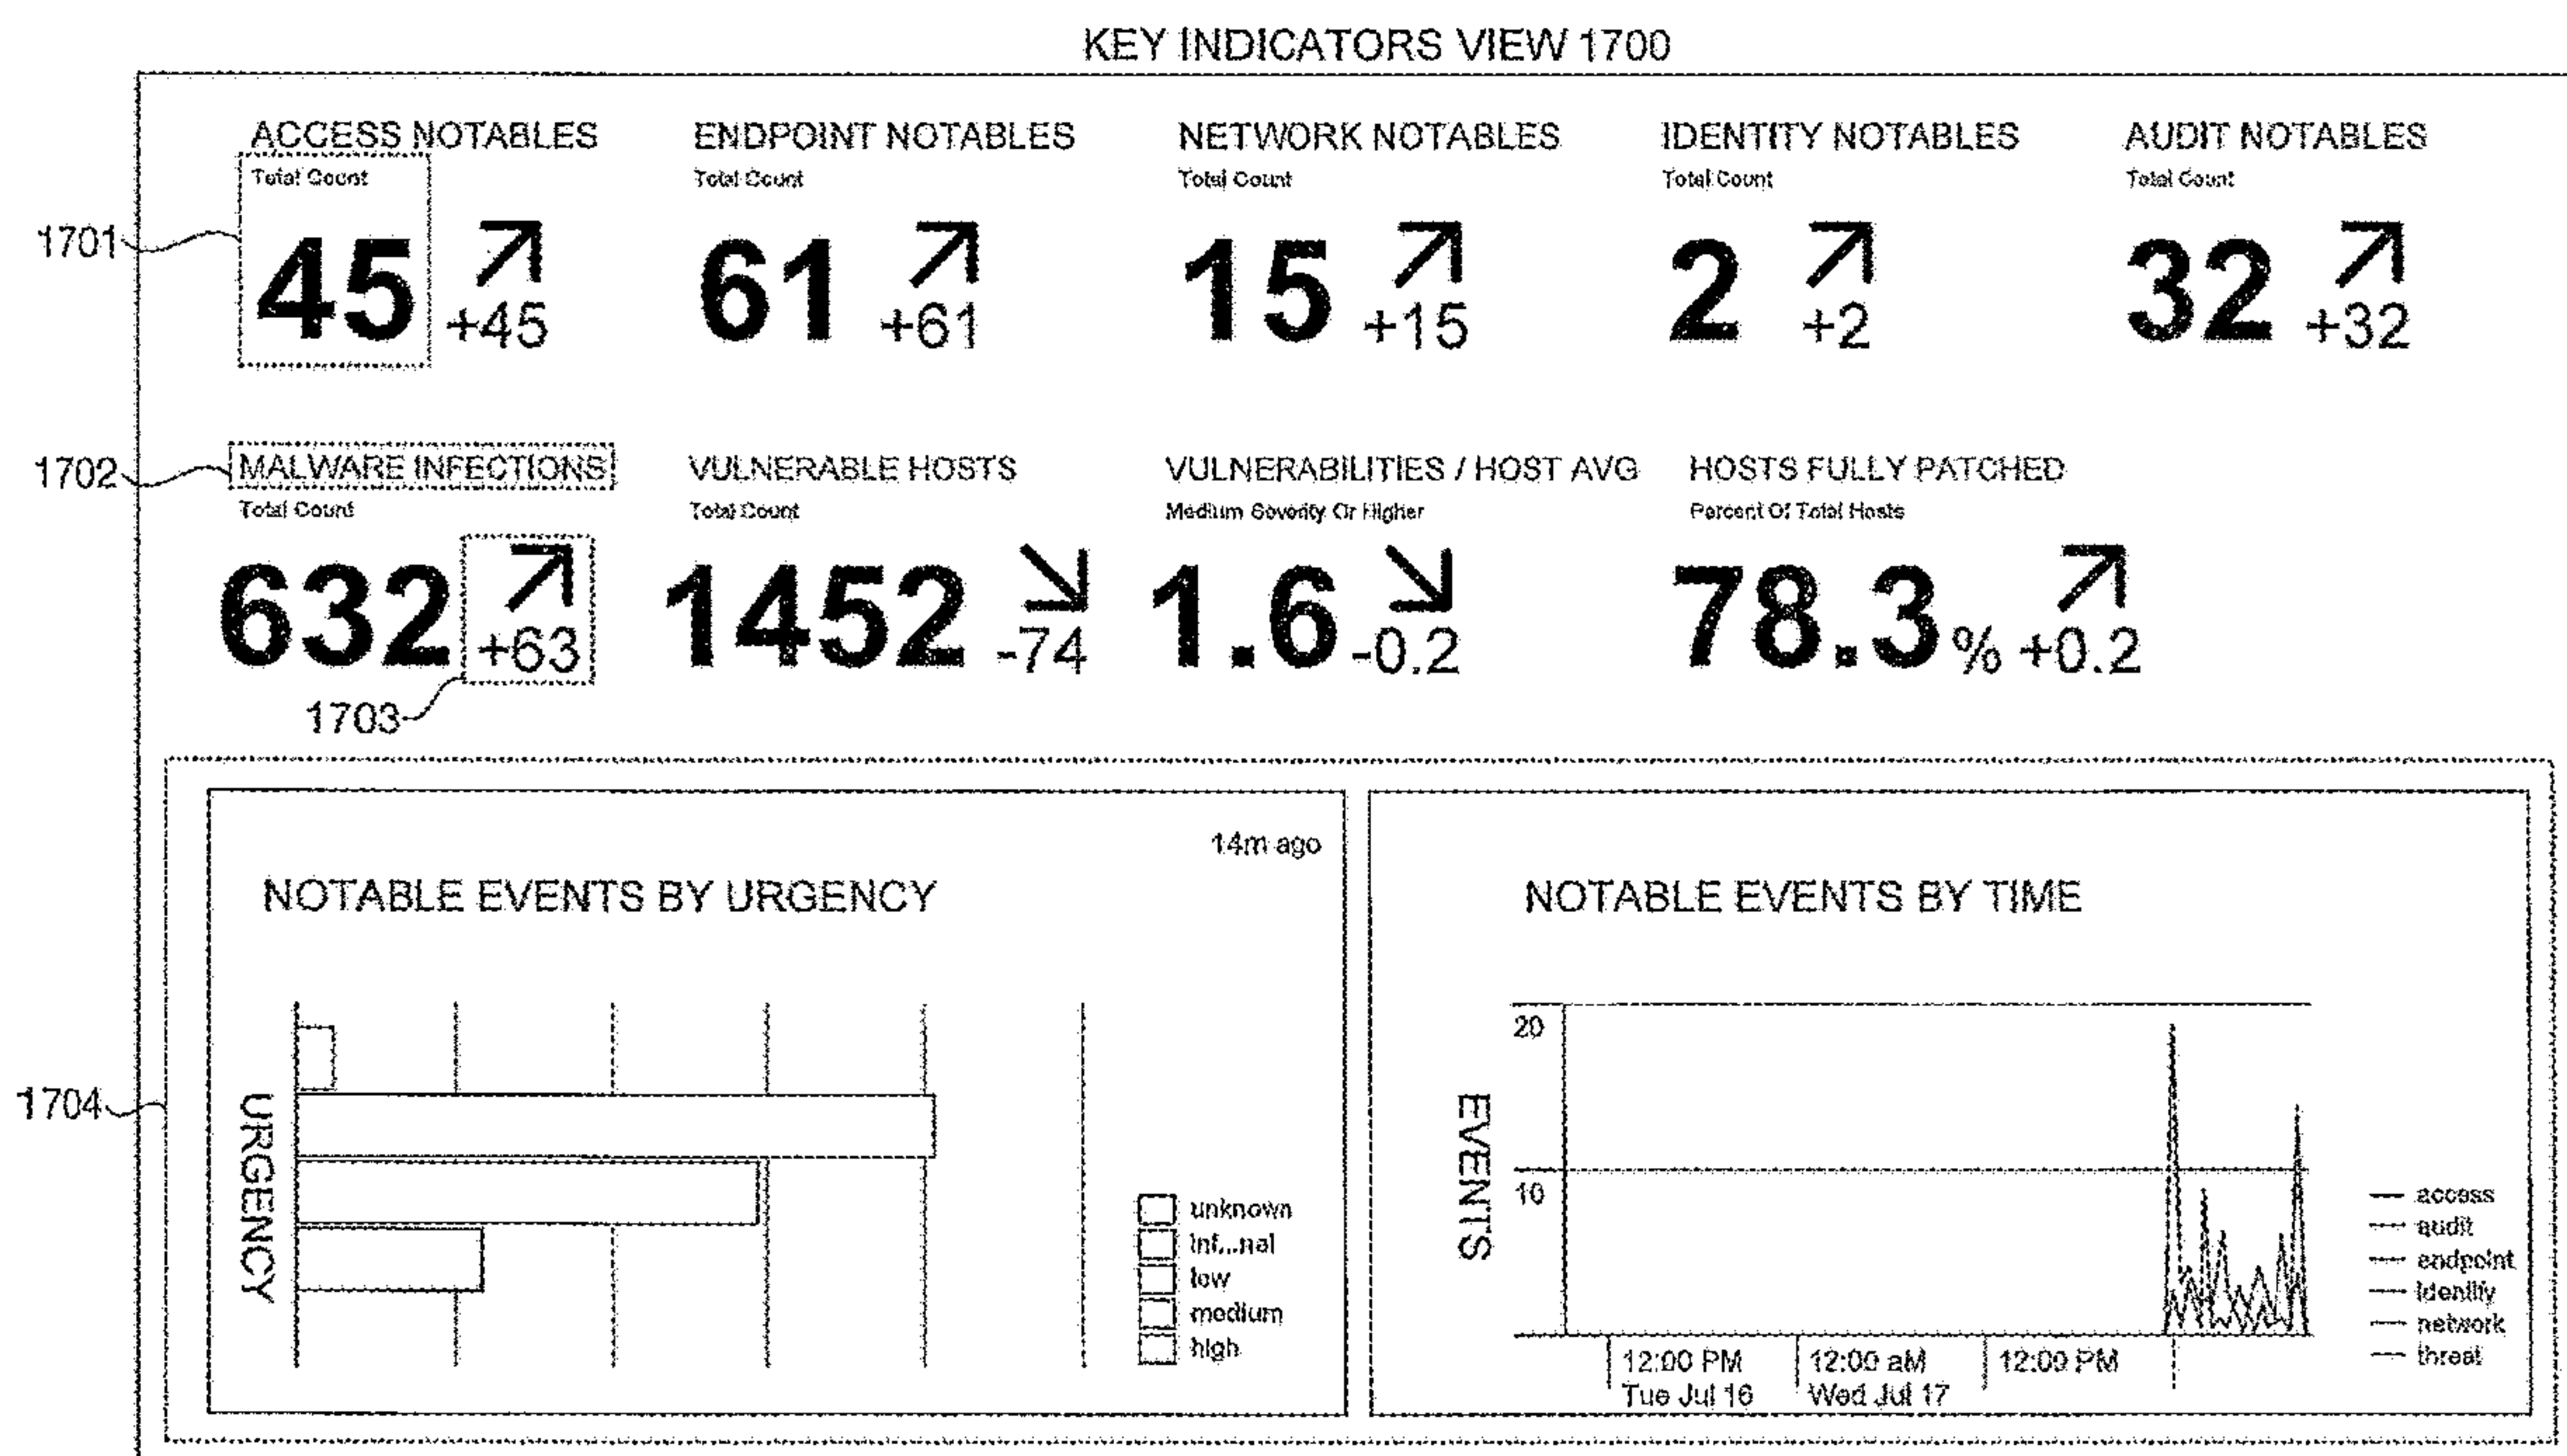 KEY INDICATORS VIEW 1700
ACCESS NOTABLES
Total Count
45 +45
1701
ENDPOINT NOTABLES
Total Count
61 +61
NETWORK NOTABLES
Total Count
15 +15
IDENTITY NOTABLES
Total Count
2 +2
AUDIT NOTABLES
Total Count
32 +32
1702
MALWARE INFECTIONS
Total Count
632 +63
1703
VULNERABLE HOSTS
Total Count
1452 -74
VULNERABILITIES / HOST AVG
Medium Severity Or Higher
1.6 -0.2
HOSTS FULLY PATCHED
Percent Of Total Hosts
78.3% +0.2
1704
14m ago
NOTABLE EVENTS BY URGENCY
URGENCY
unknown
inf...nal
low
medium
high
NOTABLE EVENTS BY TIME
EVENTS
20
10
12:00 PM
Tue Jul 16
12:00 aM
Wed Jul 17
12:00 PM
access
audit
endpoint
identity
network
threat